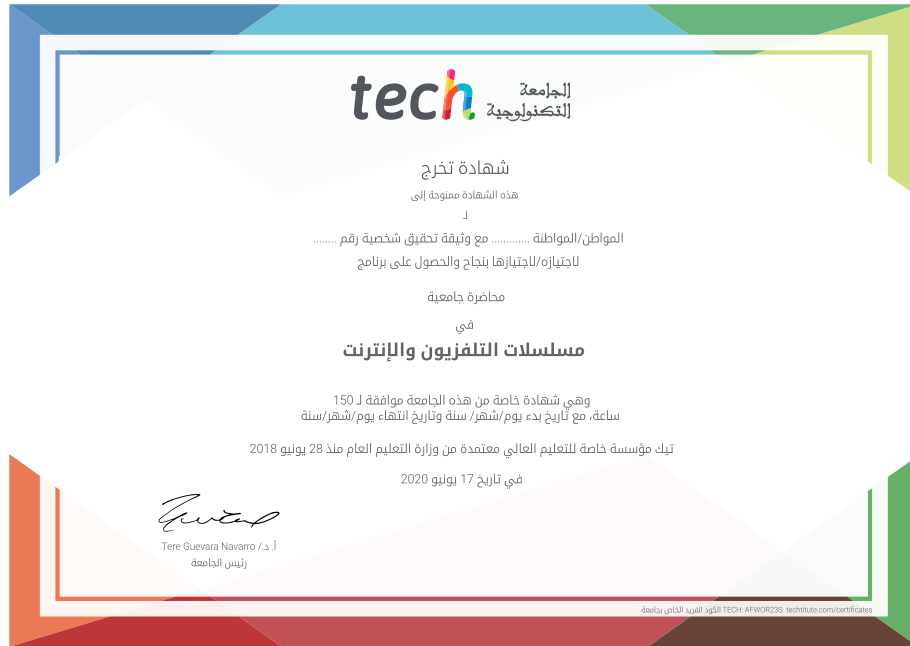 tech الجامعة
التكنولوجية
شهادة تخرج
هذه الشهادة ممنوحة إلى
لـ
المواطن/المواطنة ............. مع وثيقة تحقيق شخصية رقم ........
لاجتيازه/لاجتيازها بنجاح والحصول على برنامج
محاضرة جامعية
في
مسلسلات التلفزيون والإنترنت
وهي شهادة خاصة من هذه الجامعة موافقة لـ 150
ساعة، مع تاريخ بدء يوم/شهر/ سنة وتاريخ انتهاء يوم/شهر/سنة
تيك مؤسسة خاصة للتعليم العالي معتمدة من وزارة التعليم العام منذ 28 يونيو 2018
في تاريخ 17 يونيو 2020
أ. د./ Tere Guevara Navarro
رئيس الجامعة
الكود الفريد الخاص بجامعة TECH: AFWOR23S techtitute.com/certificates